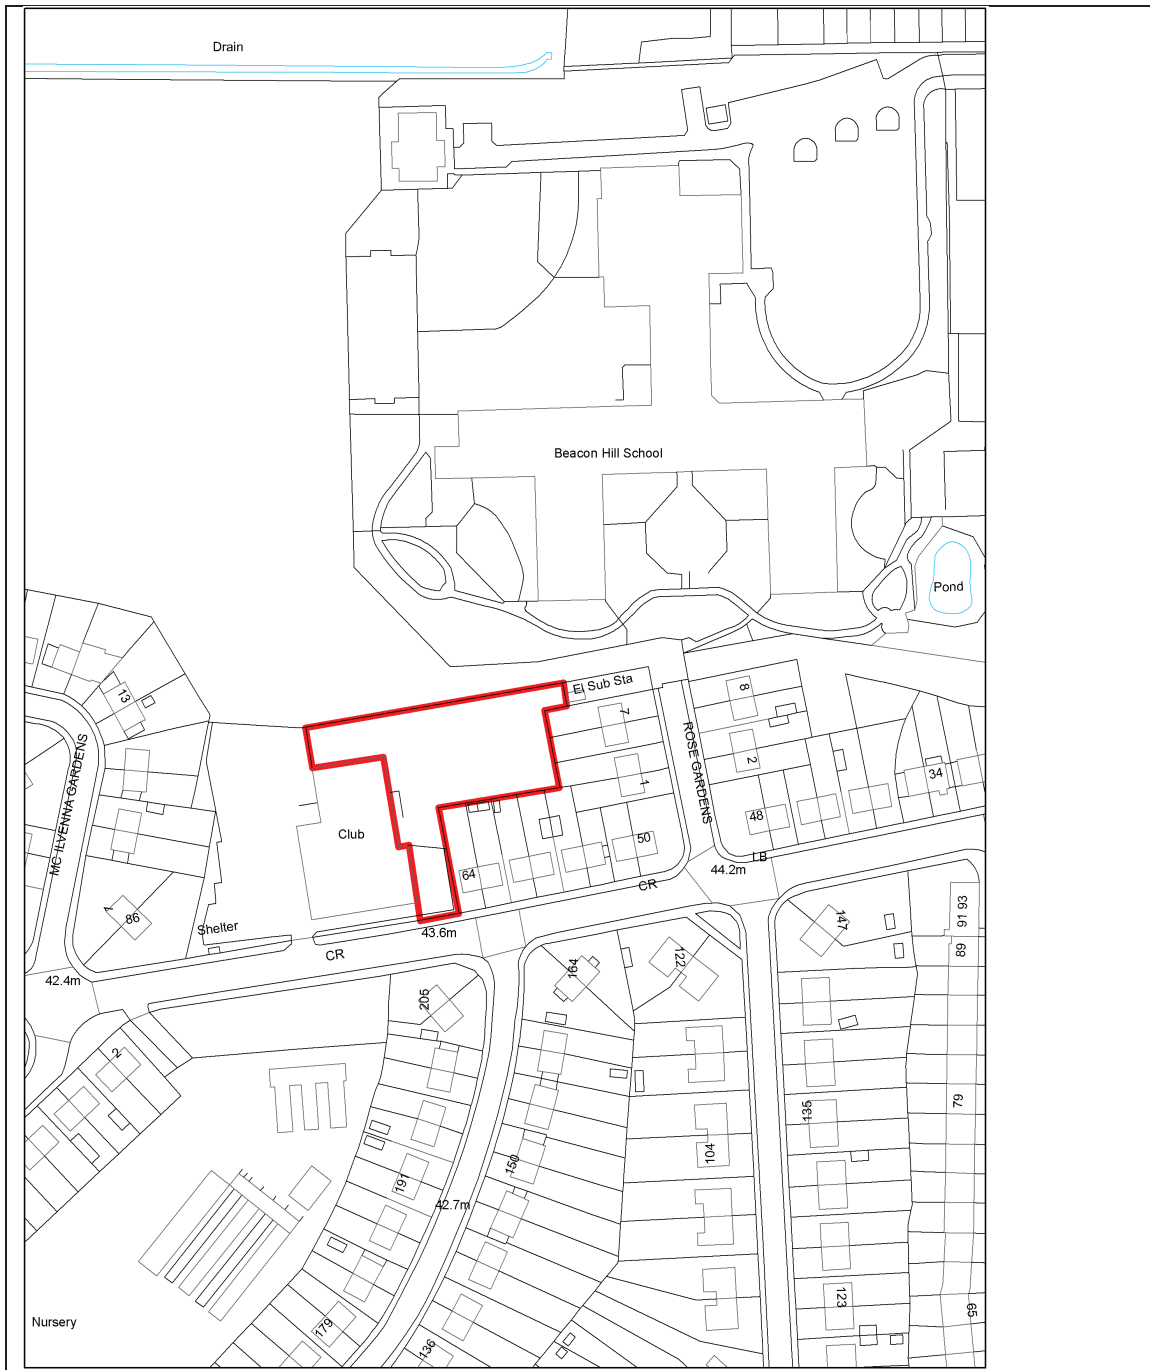 Drain
Beacon Hill School
Pond
El Sub Sta
13
8
7
ROSE GARDENS
MC ILVENNA GARDENS
2
34
1
48
Club
50
LB
44.2m
64
CR
1
86
Shelter
43.6m
CR
42.4m
147
91 93
89
122
164
205
2
79
135
104
150
191
42.7m
123
65
Nursery
179
136